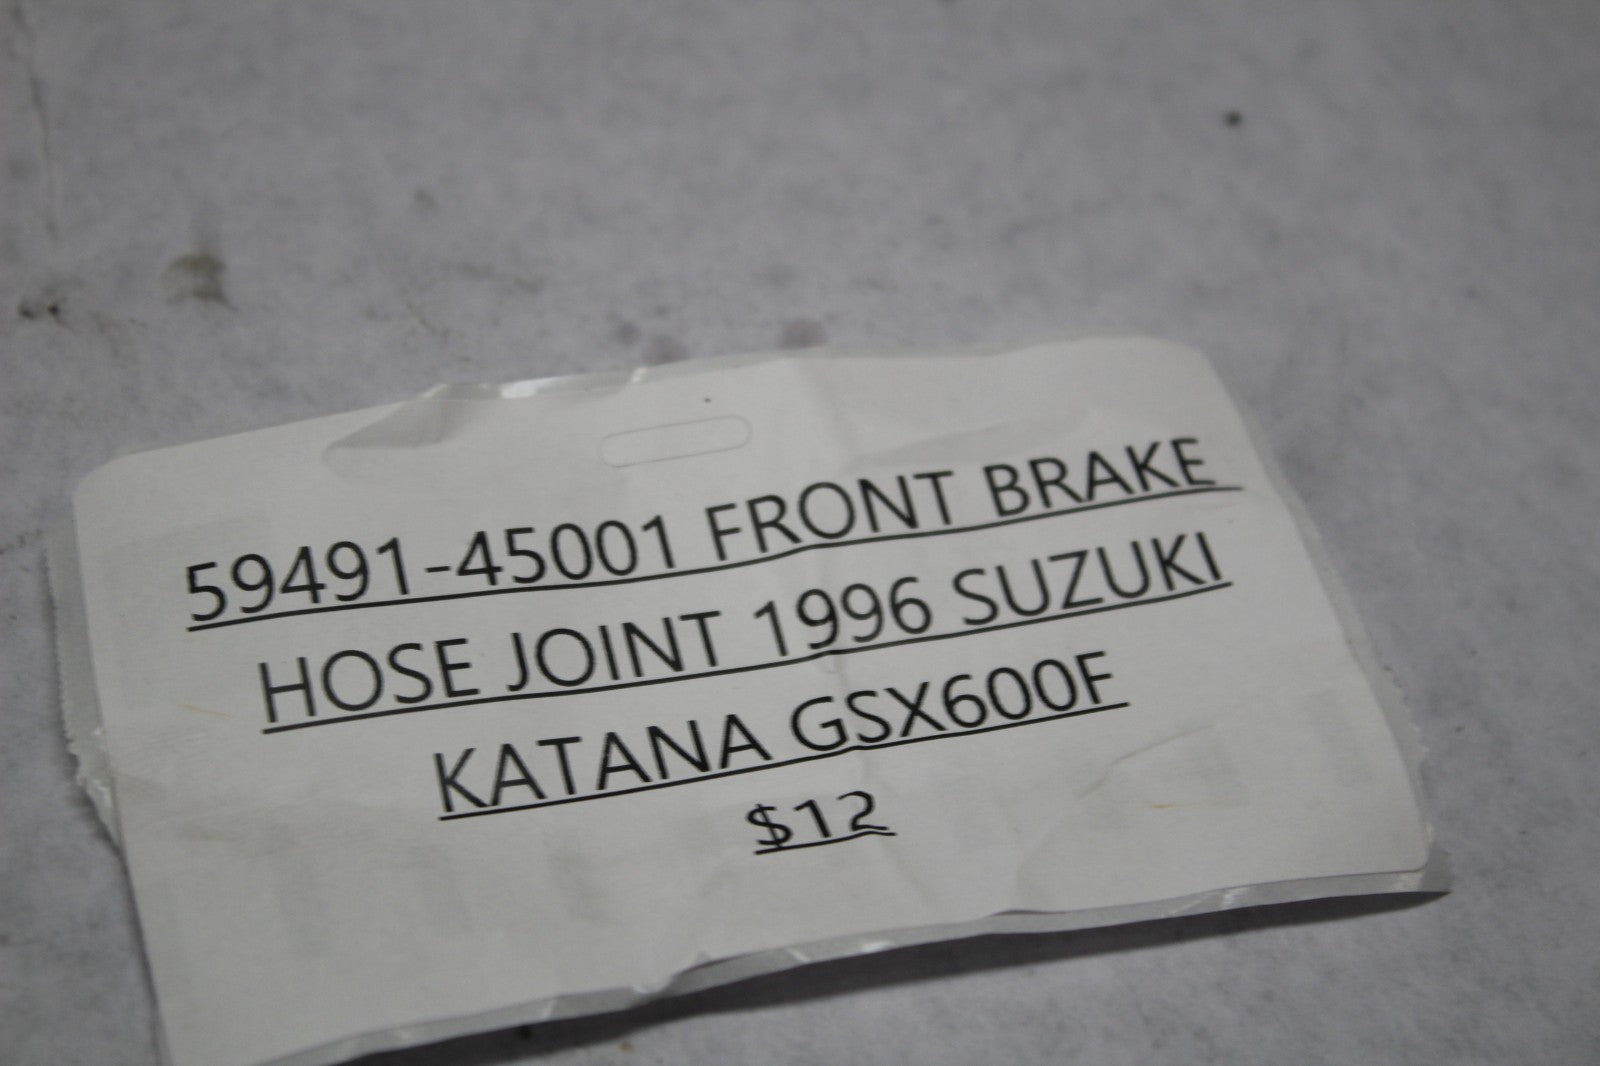 59491-45001 FRONT BRAKE
HOSE JOINT 1996 SUZUKI
KATANA GSX600F
$12